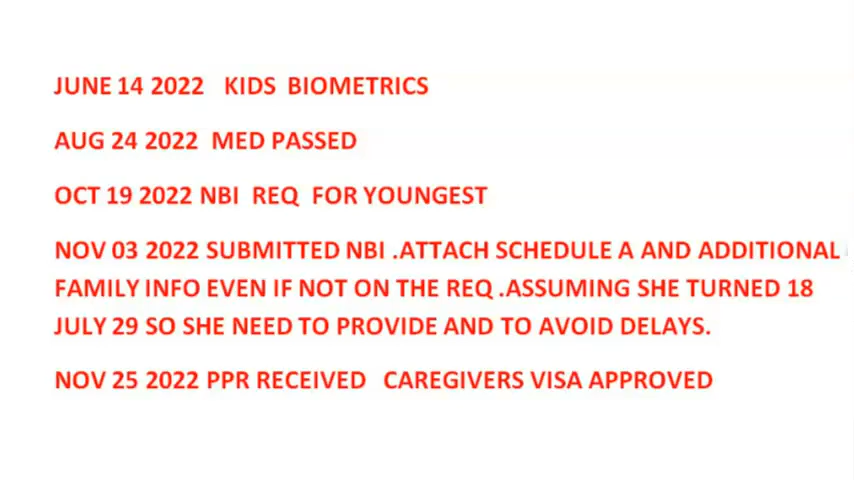 JUNE 14 2022 KIDS BIOMETRICS
AUG 24 2022 MED PASSED
OCT 19 2022 NBI REQ FOR YOUNGEST
NOV 03 2022 SUBMITTED NBI .ATTACH SCHEDULE A AND ADDITIONAL
FAMILY INFO EVEN IF NOT ON THE REQ .ASSUMING SHE TURNED 18
JULY 29 SO SHE NEED TO PROVIDE AND TO AVOID DELAYS.
NOV 25 2022 PPR RECEIVED CAREGIVERS VISA APPROVED